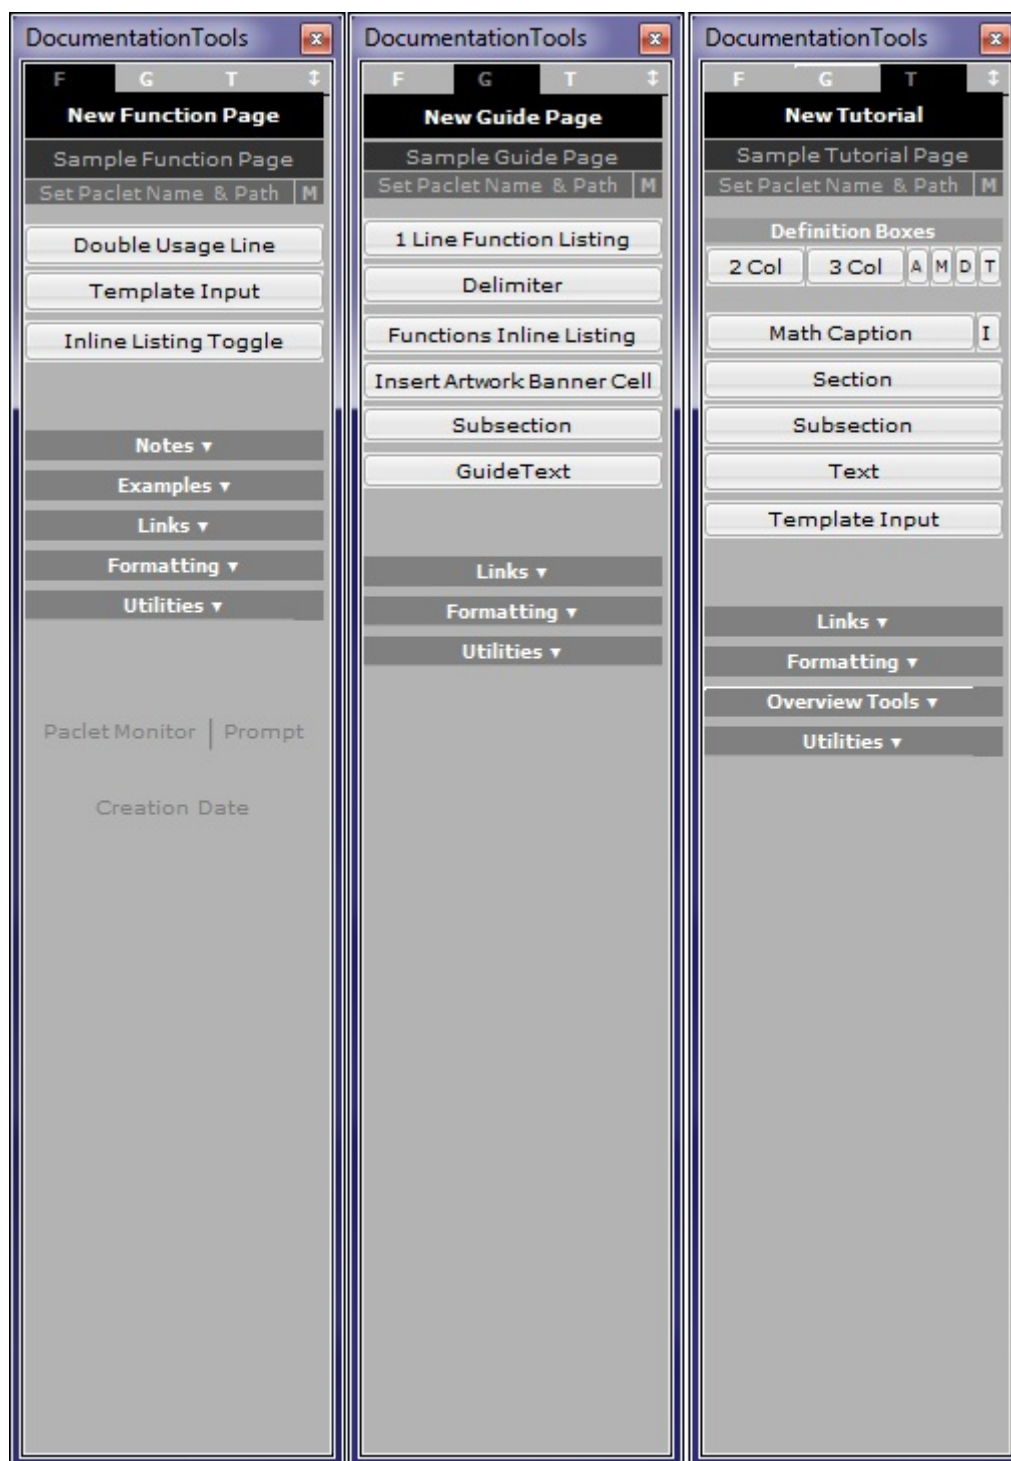 DocumentationTools
F G T ↕
New Function Page
Sample Function Page
Set Paclet Name & Path M
Double Usage Line
Template Input
Inline Listing Toggle
Notes ▼
Examples ▼
Links ▼
Formatting ▼
Utilities ▼
Paclet Monitor | Prompt
Creation Date
DocumentationTools
F G T ↕
New Guide Page
Sample Guide Page
Set Paclet Name & Path M
1 Line Function Listing
Delimiter
Functions Inline Listing
Insert Artwork Banner Cell
Subsection
GuideText
Links ▼
Formatting ▼
Utilities ▼
DocumentationTools
F G T ↕
New Tutorial
Sample Tutorial Page
Set Paclet Name & Path M
Definition Boxes
2 Col 3 Col A M D T
Math Caption I
Section
Subsection
Text
Template Input
Links ▼
Formatting ▼
Overview Tools ▼
Utilities ▼